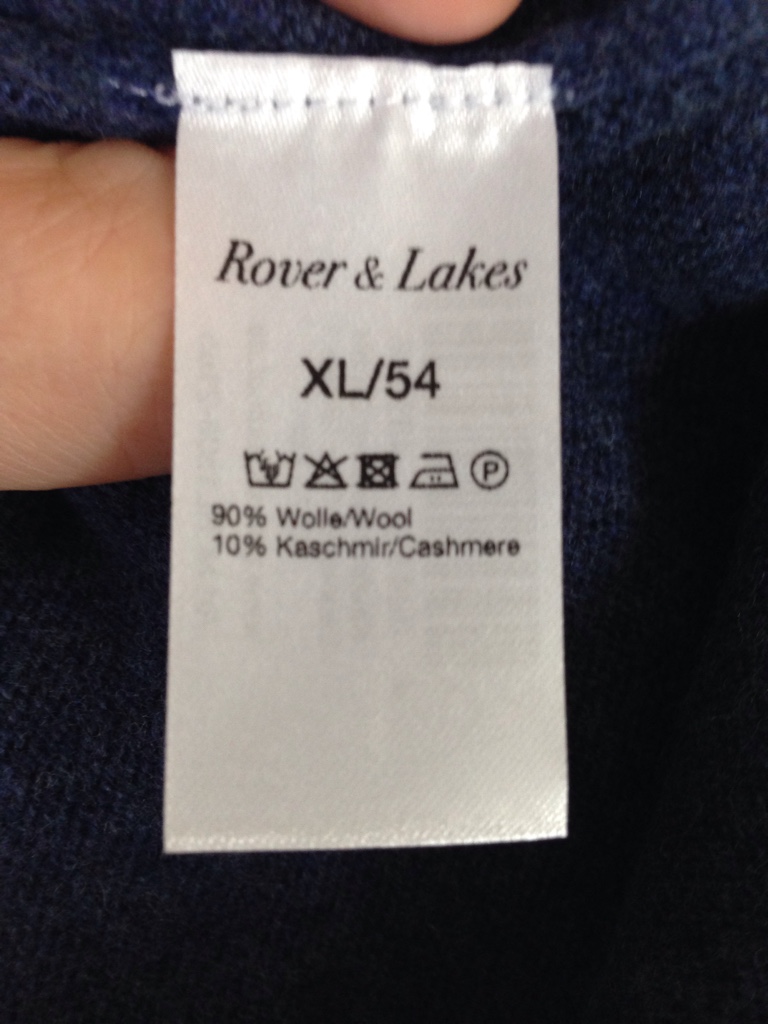 Rover & Lakes
XL/54
P
90% Wolle/Wool
10% Kaschmir/Cashmere